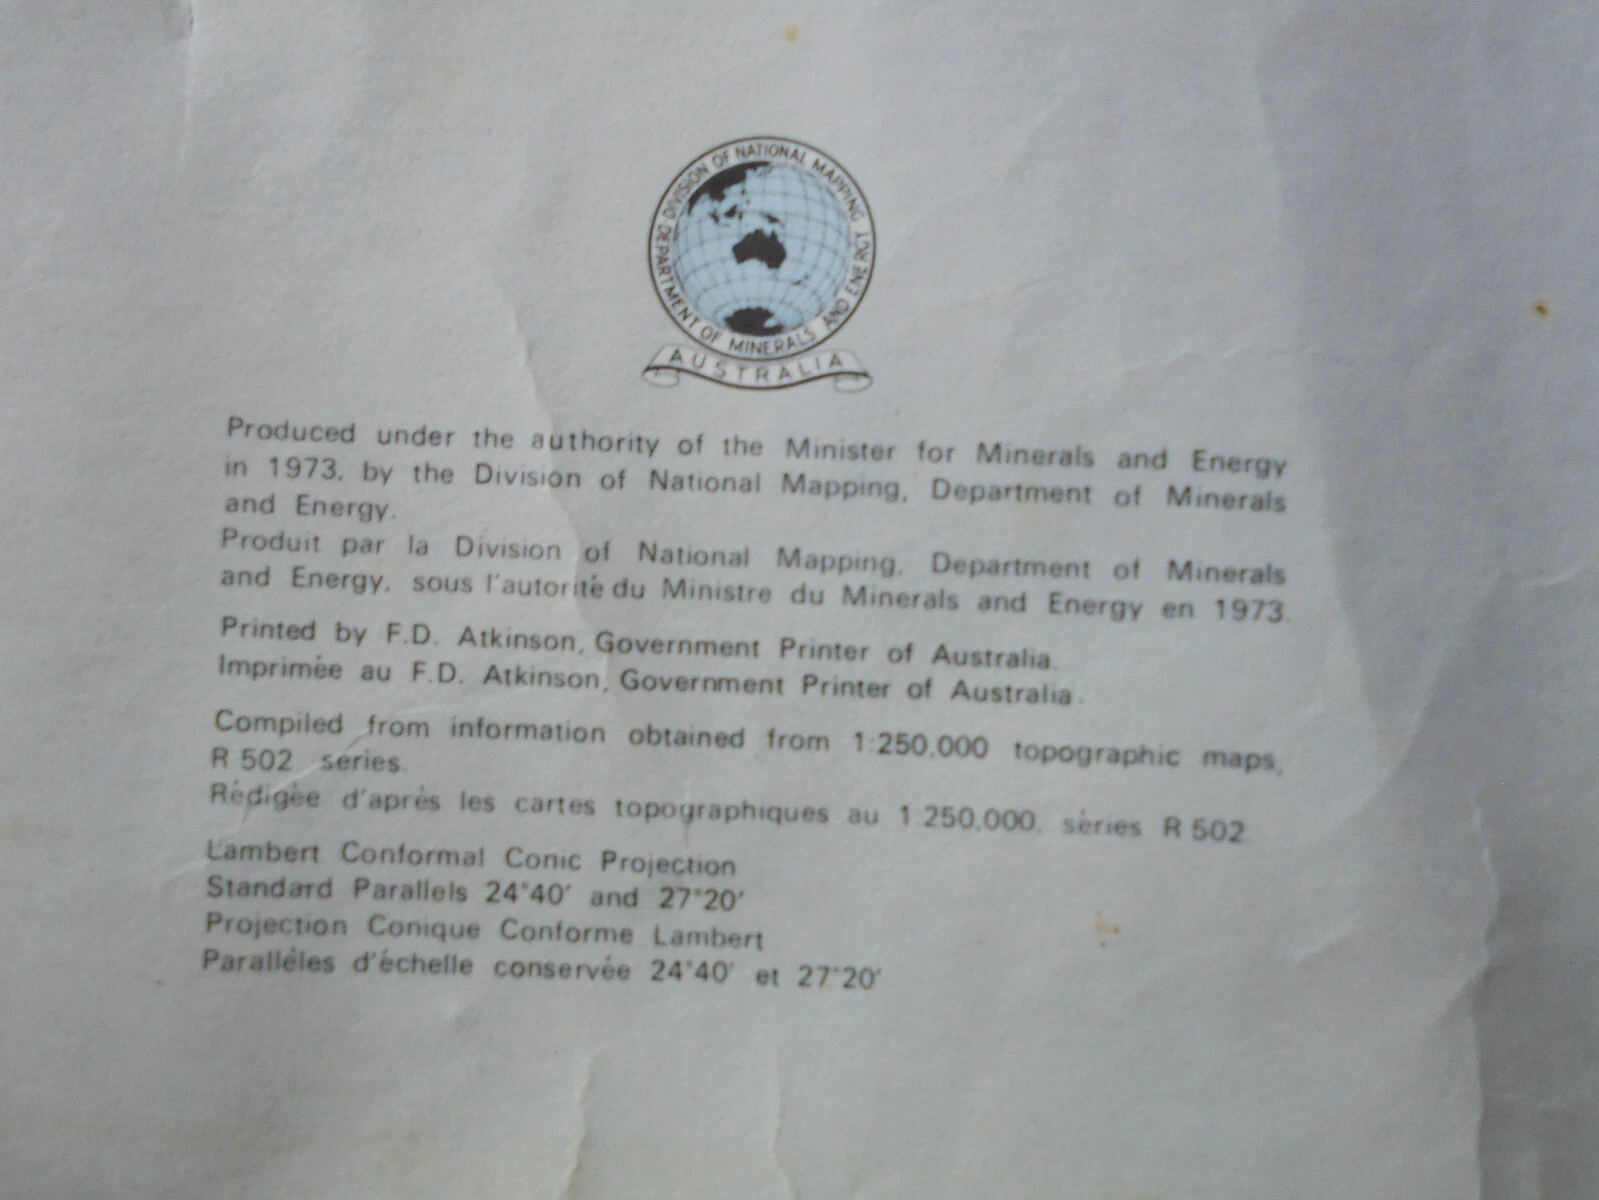 DIVISION OF NATIONAL MAPPING
DEPARTMENT OF MINERALS AND ENERGY
AUSTRALIA
Produced under the authority of the Minister for Minerals and Energy
in 1973, by the Division of National Mapping, Department of Minerals
and Energy.
Produit par la Division of National Mapping, Department of Minerals
and Energy, sous l'autorité du Ministre du Minerals and Energy en 1973.
Printed by F.D. Atkinson, Government Printer of Australia.
Imprimée au F.D. Atkinson, Government Printer of Australia.
Compiled from information obtained from 1:250,000 topographic maps,
R 502 series.
Rédigée d'après les cartes topographiques au 1:250,000, séries R 502
Lambert Conformal Conic Projection
Standard Parallels 24°40' and 27°20'
Projection Conique Conforme Lambert
Paralléles d'échelle conservée 24°40' et 27°20'